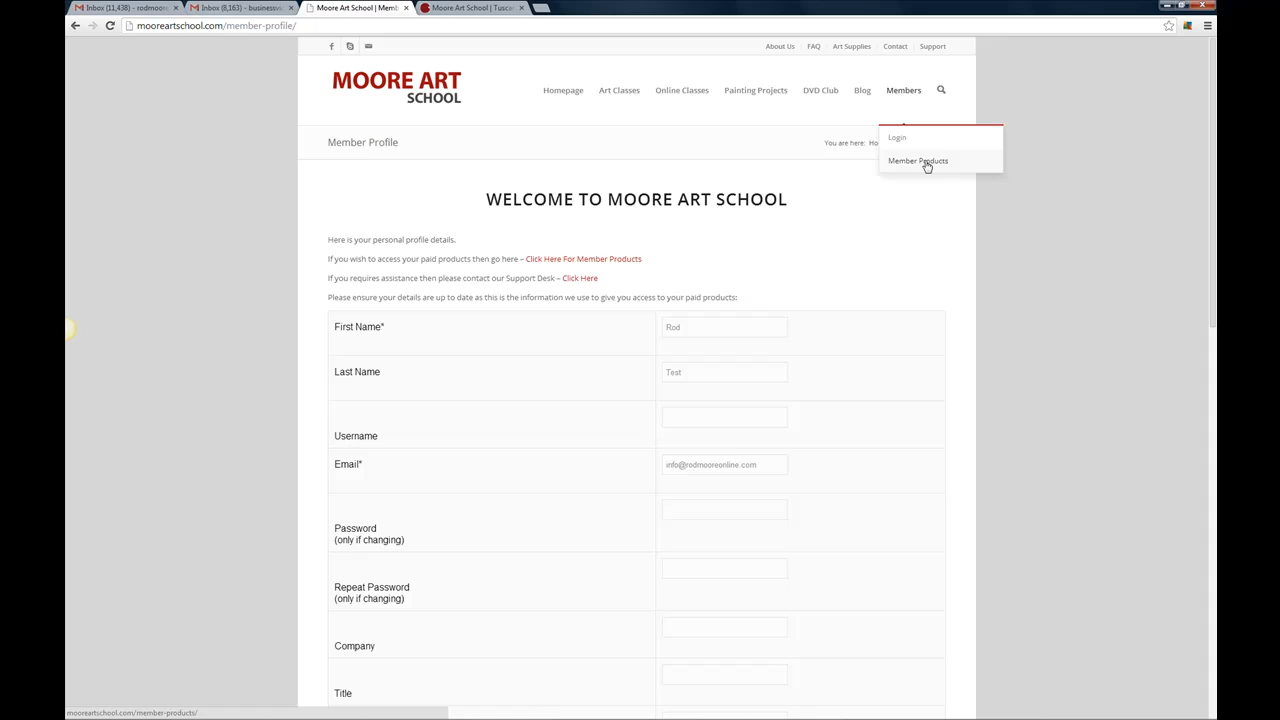 Inbox (11,438) - rodmoore
Inbox (8,163) - businessw
Moore Art School | Memb
Moore Art School | Tusca
mooreartschool.com/member-profile/
About Us
FAQ
Art Supplies
Contact
Support
MOORE ART
SCHOOL
Homepage
Art Classes
Online Classes
Painting Projects
DVD Club
Blog
Members
Login
Member Products
Member Profile
You are here: Ho
WELCOME TO MOORE ART SCHOOL
Here is your personal profile details.
If you wish to access your paid products then go here – Click Here For Member Products
If you requires assistance then please contact our Support Desk – Click Here
Please ensure your details are up to date as this is the information we use to give you access to your paid products:
First Name*
Rod
Last Name
Test
Username
Email*
info@rodmooreonline.com
Password
(only if changing)
Repeat Password
(only if changing)
Company
Title
mooreartschool.com/member-products/